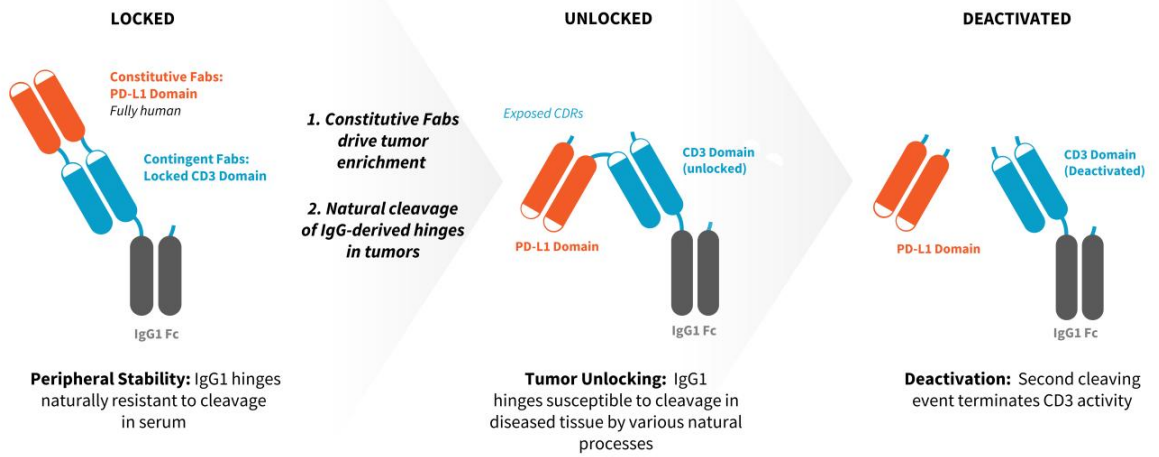 LOCKED
Constitutive Fabs:
PD-L1 Domain
Fully human
Contingent Fabs:
Locked CD3 Domain
IgG1 Fc
Peripheral Stability: IgG1 hinges
naturally resistant to cleavage
in serum
1. Constitutive Fabs
drive tumor
enrichment
2. Natural cleavage
of IgG-derived hinges
in tumors
UNLOCKED
Exposed CDRs
CD3 Domain
(unlocked)
PD-L1 Domain
IgG1 Fc
Tumor Unlocking: IgG1
hinges susceptible to cleavage in
diseased tissue by various natural
processes
DEACTIVATED
CD3 Domain
(Deactivated)
PD-L1 Domain
IgG1 Fc
Deactivation: Second cleaving
event terminates CD3 activity